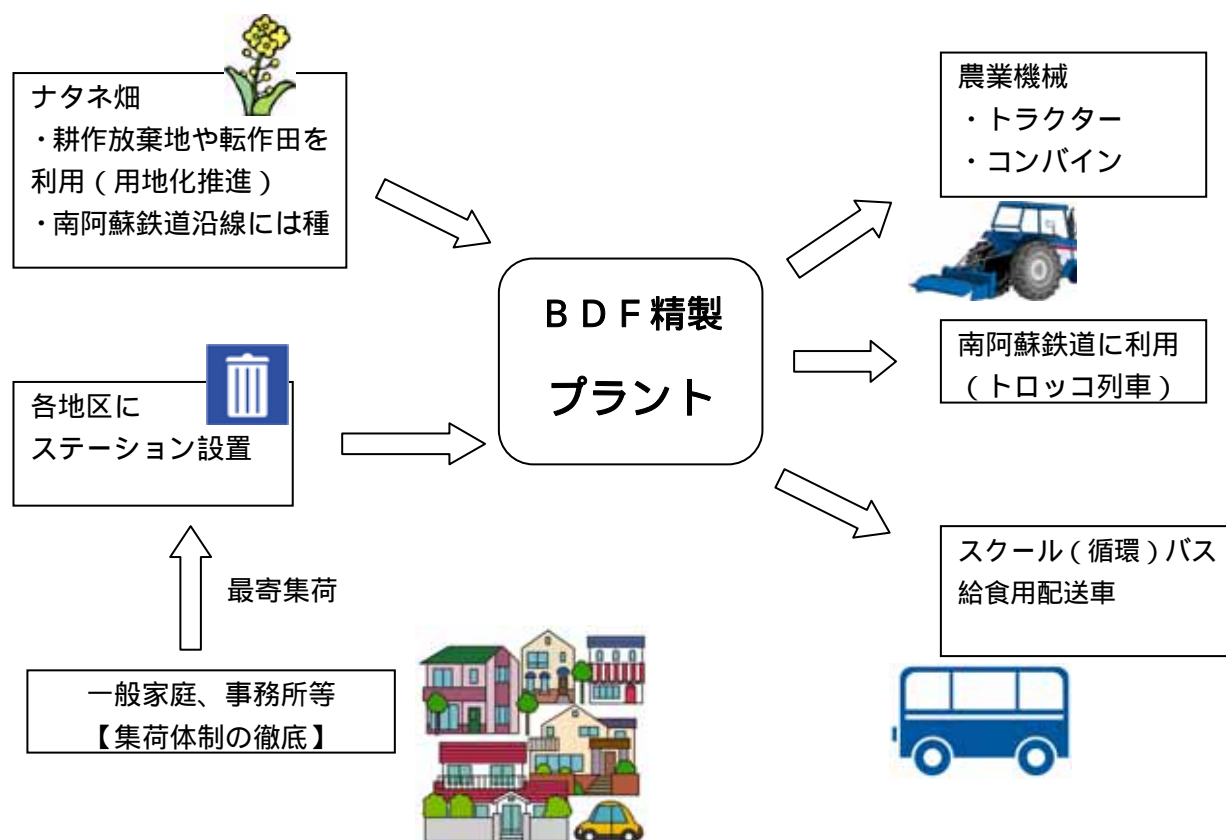 ナタネ畑
・耕作放棄地や転作田を
利用(用地化推進)
・南阿蘇鉄道沿線には種
各地区に
ステーション設置
最寄集荷
一般家庭、事務所等
【集荷体制の徹底】
BDF精製
プラント
農業機械
・トラクター
・コンバイン
南阿蘇鉄道に利用
(トロッコ列車)
スクール(循環)バス
給食用配送車